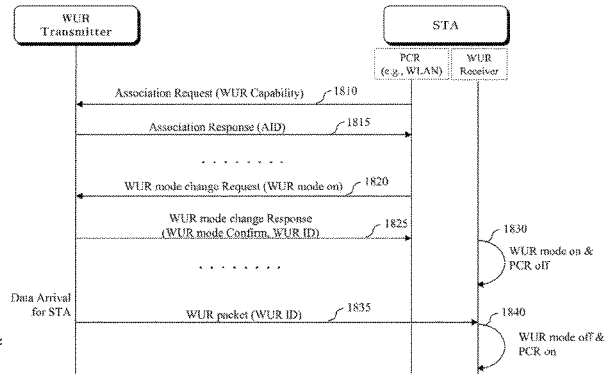 WUR
Transmitter
STA
PCR
(e.g., WLAN)
WUR
Receiver
Association Request (WUR Capability)
1810
Association Response (AID)
1815
. . . . . . . .
WUR mode change Request (WUR mode on)
1820
WUR mode change Response
(WUR mode Confirm, WUR ID)
1825
1830
WUR mode on &
PCR off
. . . . . . . .
Data Arrival
for STA
WUR packet (WUR ID)
1835
1840
WUR mode off &
PCR on